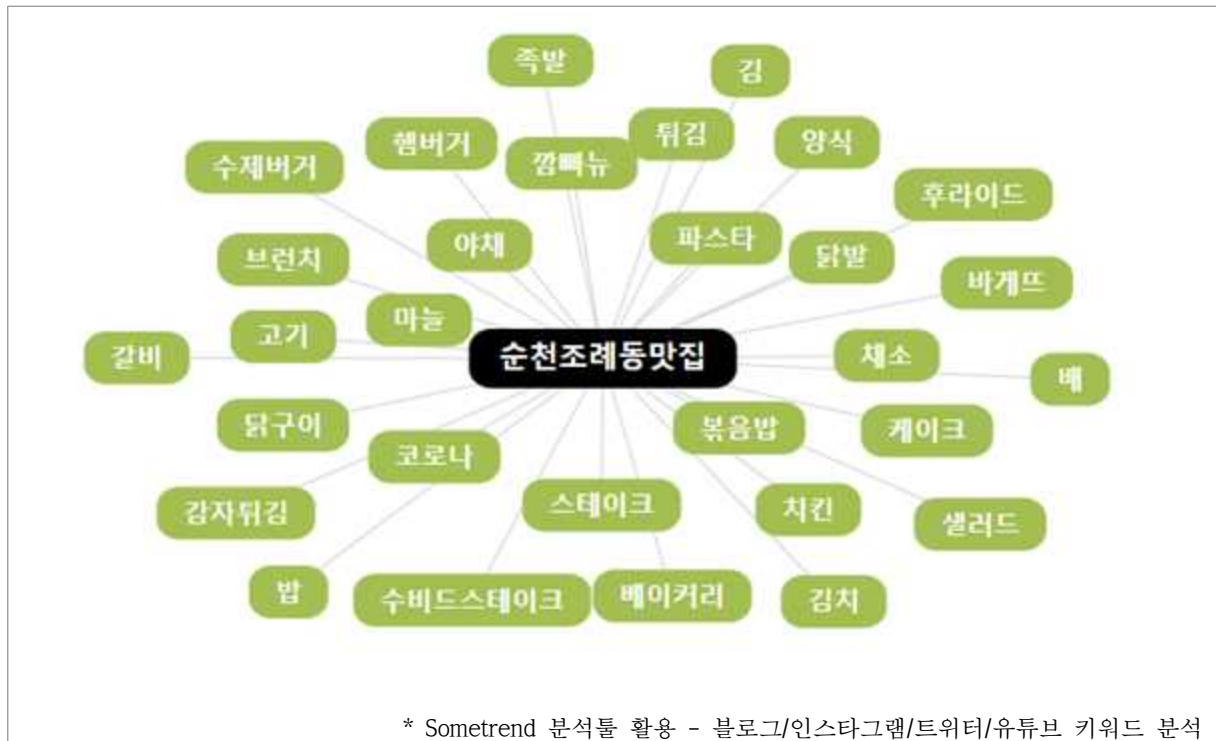 족발
김
햄버거
튀김
양식
수제버거
깜빠뉴
후라이드
야채
파스타
닭발
브런치
바게뜨
마늘
고기
갈비
순천조례동맛집
채소
배
닭구이
볶음밥
케이크
코로나
감자튀김
스테이크
치킨
샐러드
밥
수비드스테이크
베이커리
김치
* Sometrend 분석툴 활용 - 블로그/인스타그램/트위터/유튜브 키워드 분석